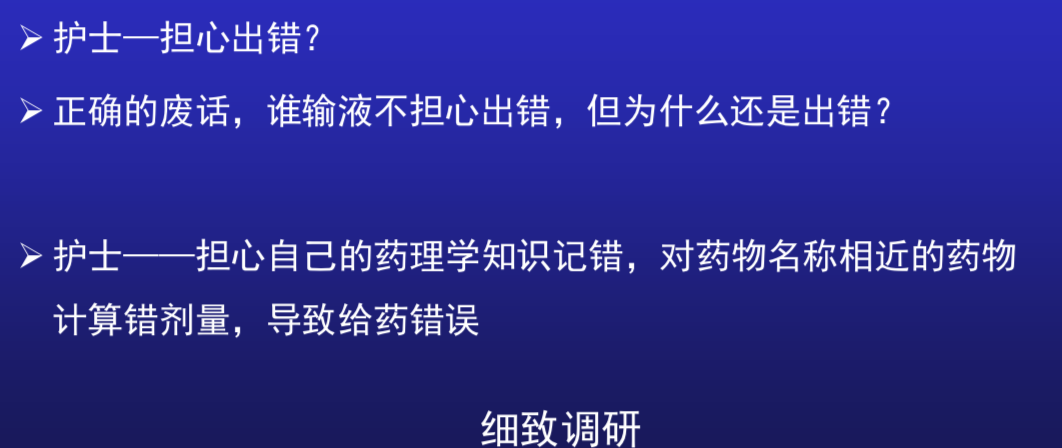 ➢ 护士—担心出错？
➢ 正确的废话，谁输液不担心出错，但为什么还是出错？
➢ 护士——担心自己的药理学知识记错，对药物名称相近的药物
计算错剂量，导致给药错误
细致调研